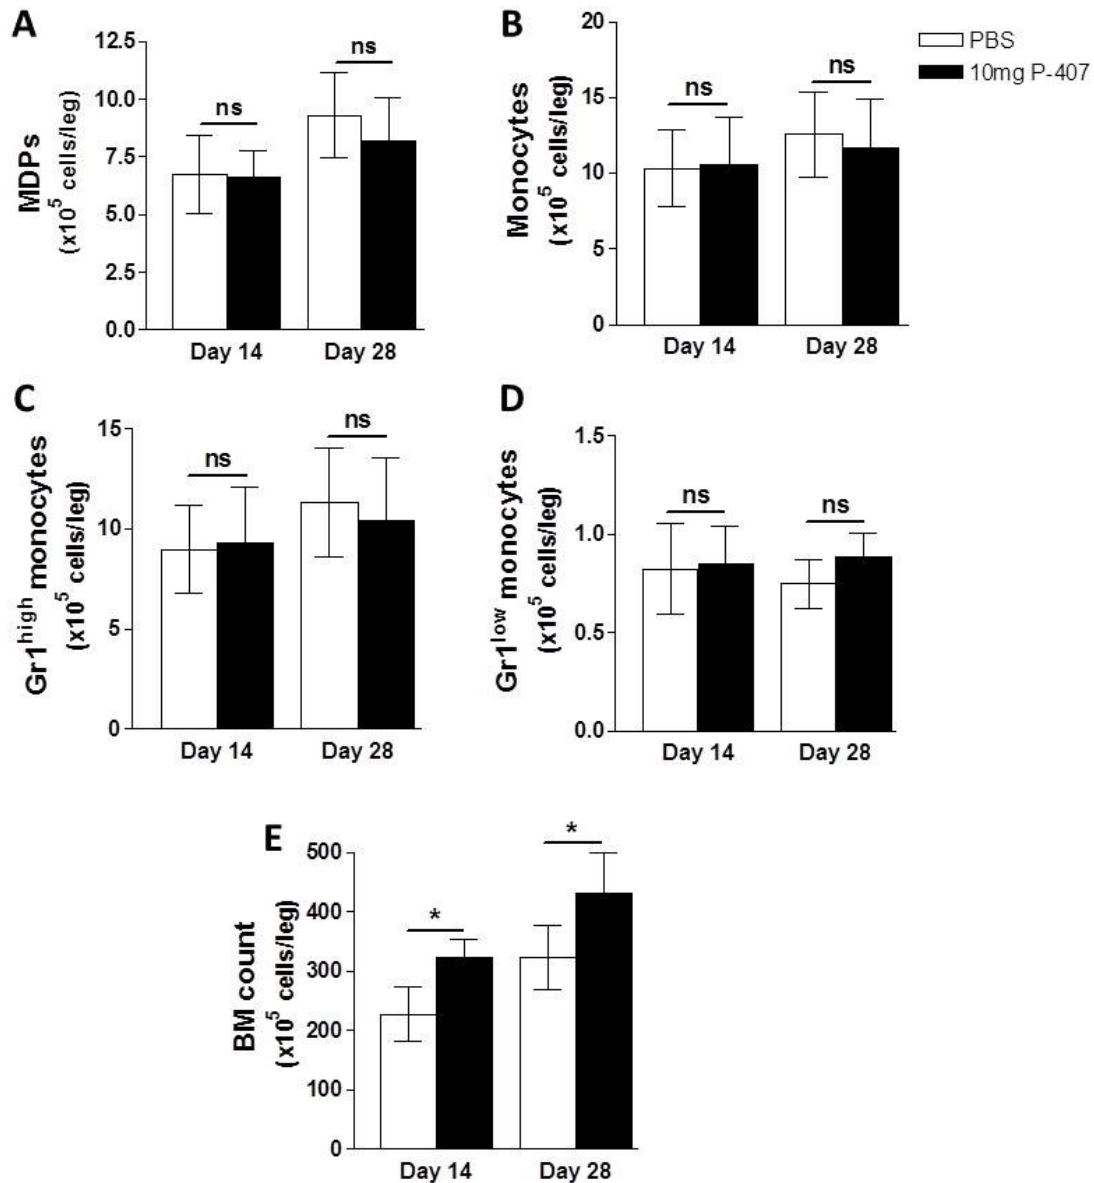 A
MDPs
(x10⁵ cells/leg)
12.5
10.0
7.5
5.0
2.5
0.0
ns
ns
Day 14
Day 28
B
Monocytes
(x10⁵ cells/leg)
20
15
10
5
0
ns
ns
Day 14
Day 28
PBS
10mg P-407
C
Gr1ʰⁱᵍʰ monocytes
(x10⁵ cells/leg)
15
10
5
0
ns
ns
Day 14
Day 28
D
Gr1ˡᵒʷ monocytes
(x10⁵ cells/leg)
1.5
1.0
0.5
0.0
ns
ns
Day 14
Day 28
E
BM count
(x10⁵ cells/leg)
500
400
300
200
100
0
*
*
Day 14
Day 28